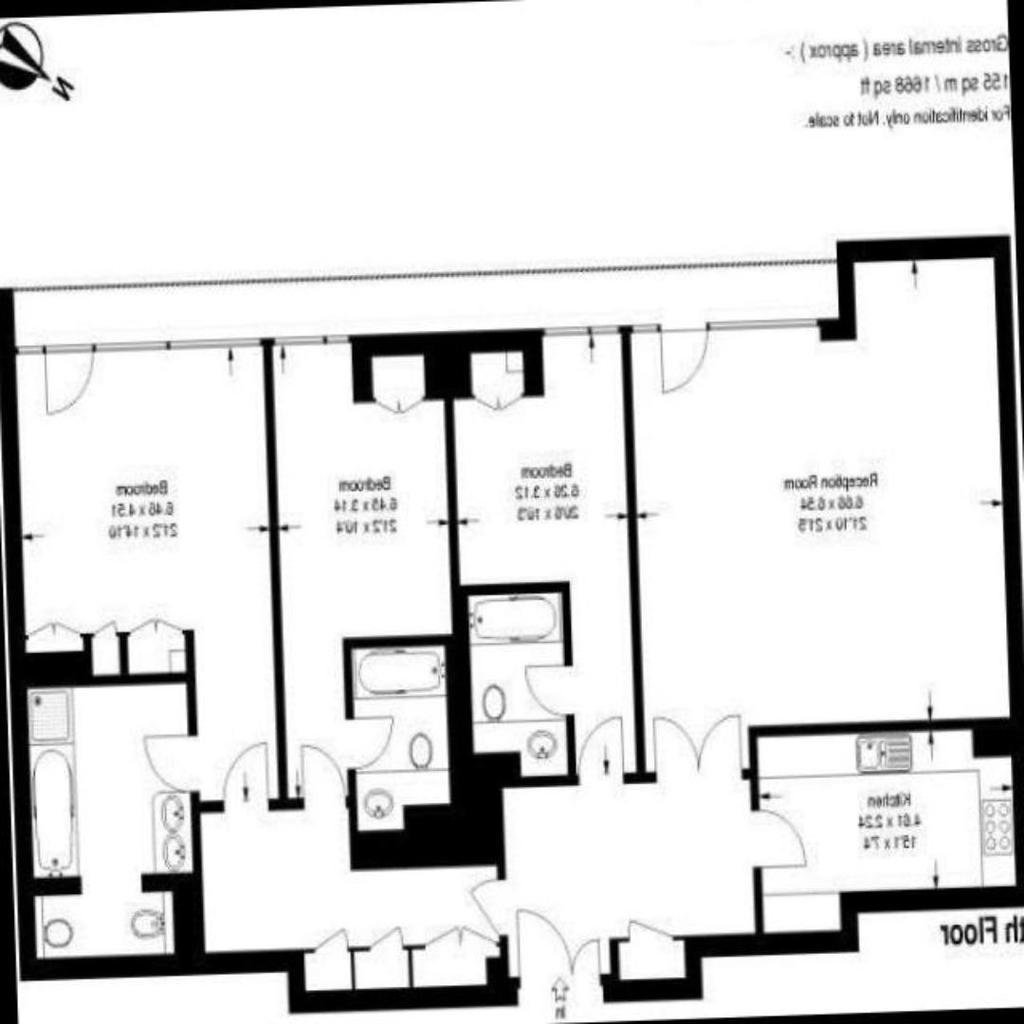 N
Gross internal area ( approx ) :-
155 sq m / 1668 sq ft
For identification only. Not to scale.
Bedroom
6.46 x 4.51
21'2 x 14'10
Bedroom
6.45 x 3.14
21'2 x 10'4
Bedroom
6.26 x 3.12
20'6 x 10'3
Reception Room
6.66 x 6.54
21'10 x 21'5
Kitchen
4.61 x 2.24
15'1 x 7'4
th Floor
In